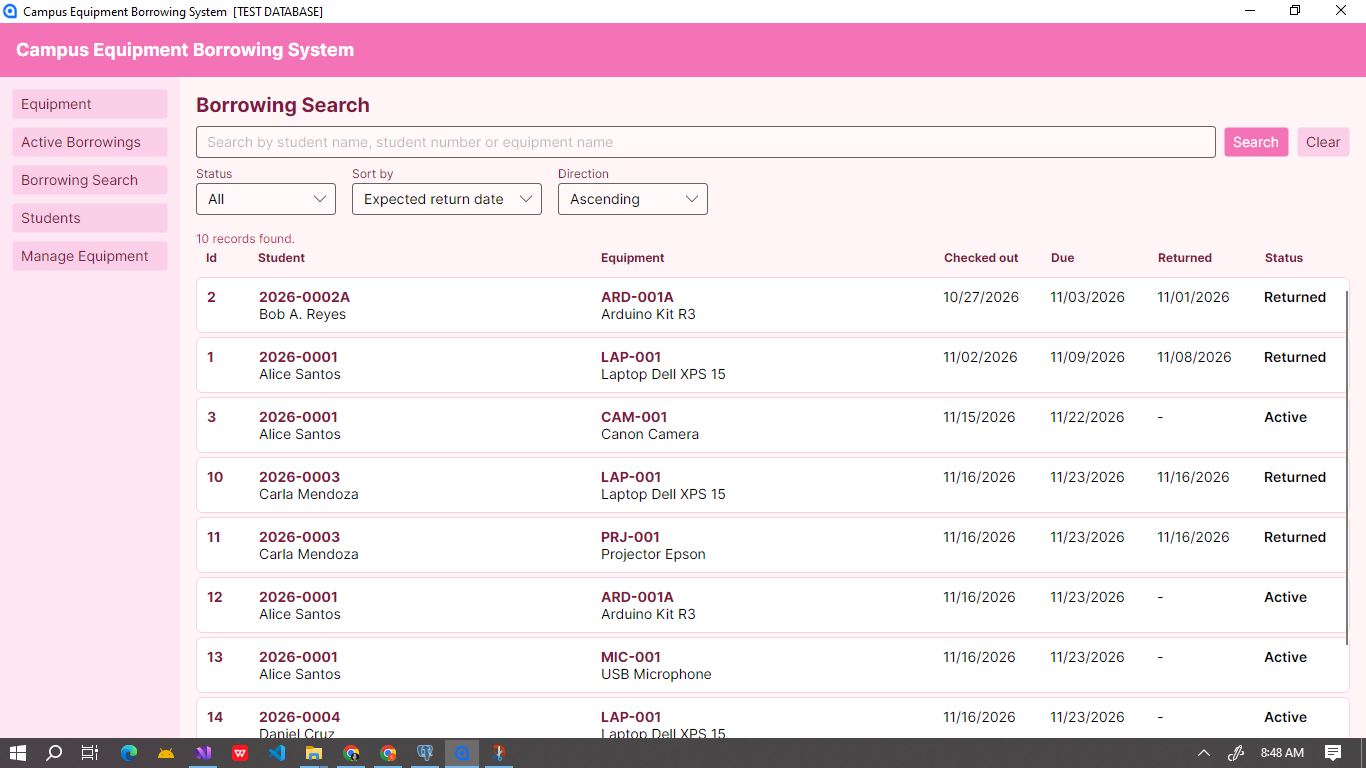 Campus Equipment Borrowing System [TEST DATABASE]
Campus Equipment Borrowing System
Equipment
Active Borrowings
Borrowing Search
Students
Manage Equipment
Borrowing Search
Search by student name, student number or equipment name
Search
Clear
Status
Sort by
Direction
All
Expected return date
Ascending
10 records found.
Id Student Equipment Checked out Due Returned Status
2 2026-0002A ARD-001A 10/27/2026 11/03/2026 11/01/2026 Returned
Bob A. Reyes Arduino Kit R3
1 2026-0001 LAP-001 11/02/2026 11/09/2026 11/08/2026 Returned
Alice Santos Laptop Dell XPS 15
3 2026-0001 CAM-001 11/15/2026 11/22/2026 - Active
Alice Santos Canon Camera
10 2026-0003 LAP-001 11/16/2026 11/23/2026 11/16/2026 Returned
Carla Mendoza Laptop Dell XPS 15
11 2026-0003 PRJ-001 11/16/2026 11/23/2026 11/16/2026 Returned
Carla Mendoza Projector Epson
12 2026-0001 ARD-001A 11/16/2026 11/23/2026 - Active
Alice Santos Arduino Kit R3
13 2026-0001 MIC-001 11/16/2026 11/23/2026 - Active
Alice Santos USB Microphone
14 2026-0004 LAP-001 11/16/2026 11/23/2026 - Active
Daniel Cruz Laptop Dell XPS 15
8:48 AM